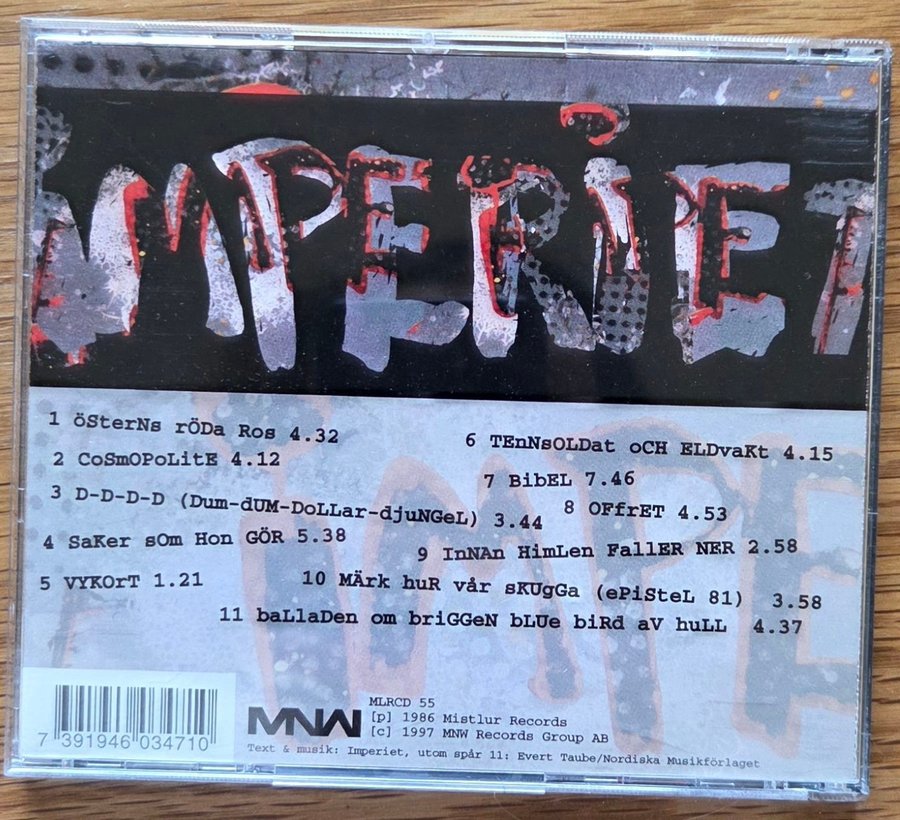 iMPERiET
1 öSterNs rÖDa Ros 4.32
2 CoSmOPoLitE 4.12
3 D-D-D-D (Dum-dUM-DoLLar-djuNGeL) 3.44
4 SaKer sOm Hon GÖR 5.38
5 VYKOrT 1.21
6 TEnNsOLDat oCH ELDvaKt 4.15
7 BibEL 7.46
8 OFfrET 4.53
9 InNAn HimLen FallER NER 2.58
10 MÄrk huR vår sKUgGa (ePiSteL 81) 3.58
11 baLLaDen om briGGeN bLUe biRd aV huLL 4.37
7 391946 034710
MNW
MLRCD 55
[p] 1986 Mistlur Records
[c] 1997 MNW Records Group AB
Text & musik: Imperiet, utom spår 11: Evert Taube/Nordiska Musikförlaget
iMPE